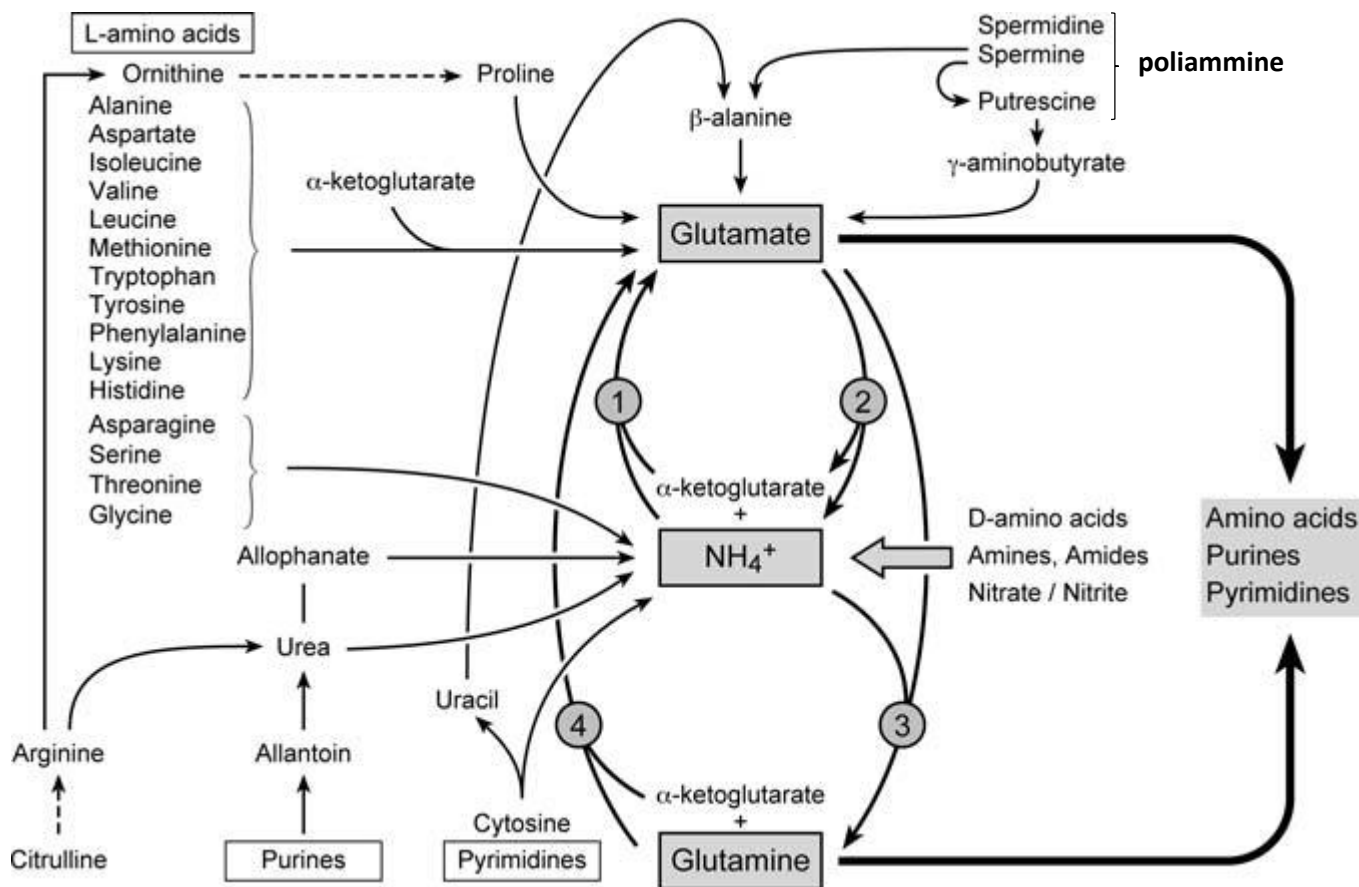 L-amino acids
Ornithine
Proline
Alanine
Aspartate
Isoleucine
Valine
Leucine
Methionine
Tryptophan
Tyrosine
Phenylalanine
Lysine
Histidine
Asparagine
Serine
Threonine
Glycine
α-ketoglutarate
β-alanine
Spermidine
Spermine
Putrescine
poliammine
γ-aminobutyrate
Glutamate
1
2
α-ketoglutarate
+
NH₄⁺
D-amino acids
Amines, Amides
Nitrate / Nitrite
Amino acids
Purines
Pyrimidines
Allophanate
Urea
Uracil
4
3
Arginine
Allantoin
α-ketoglutarate
+
Citrulline
Purines
Cytosine
Pyrimidines
Glutamine